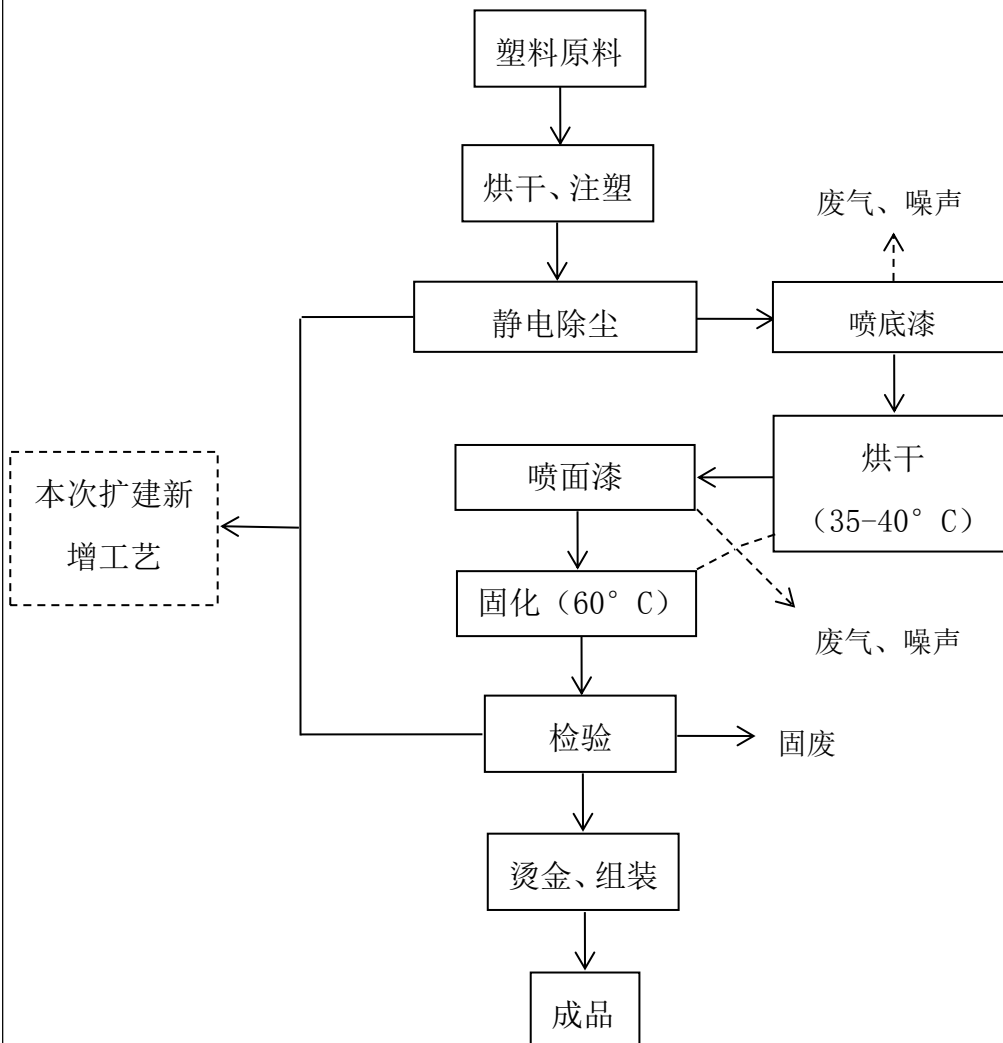 塑料原料
烘干、注塑
废气、噪声
静电除尘
喷底漆
烘干
（35-40°C）
喷面漆
本次扩建新
增工艺
固化（60°C）
废气、噪声
检验
固废
烫金、组装
成品